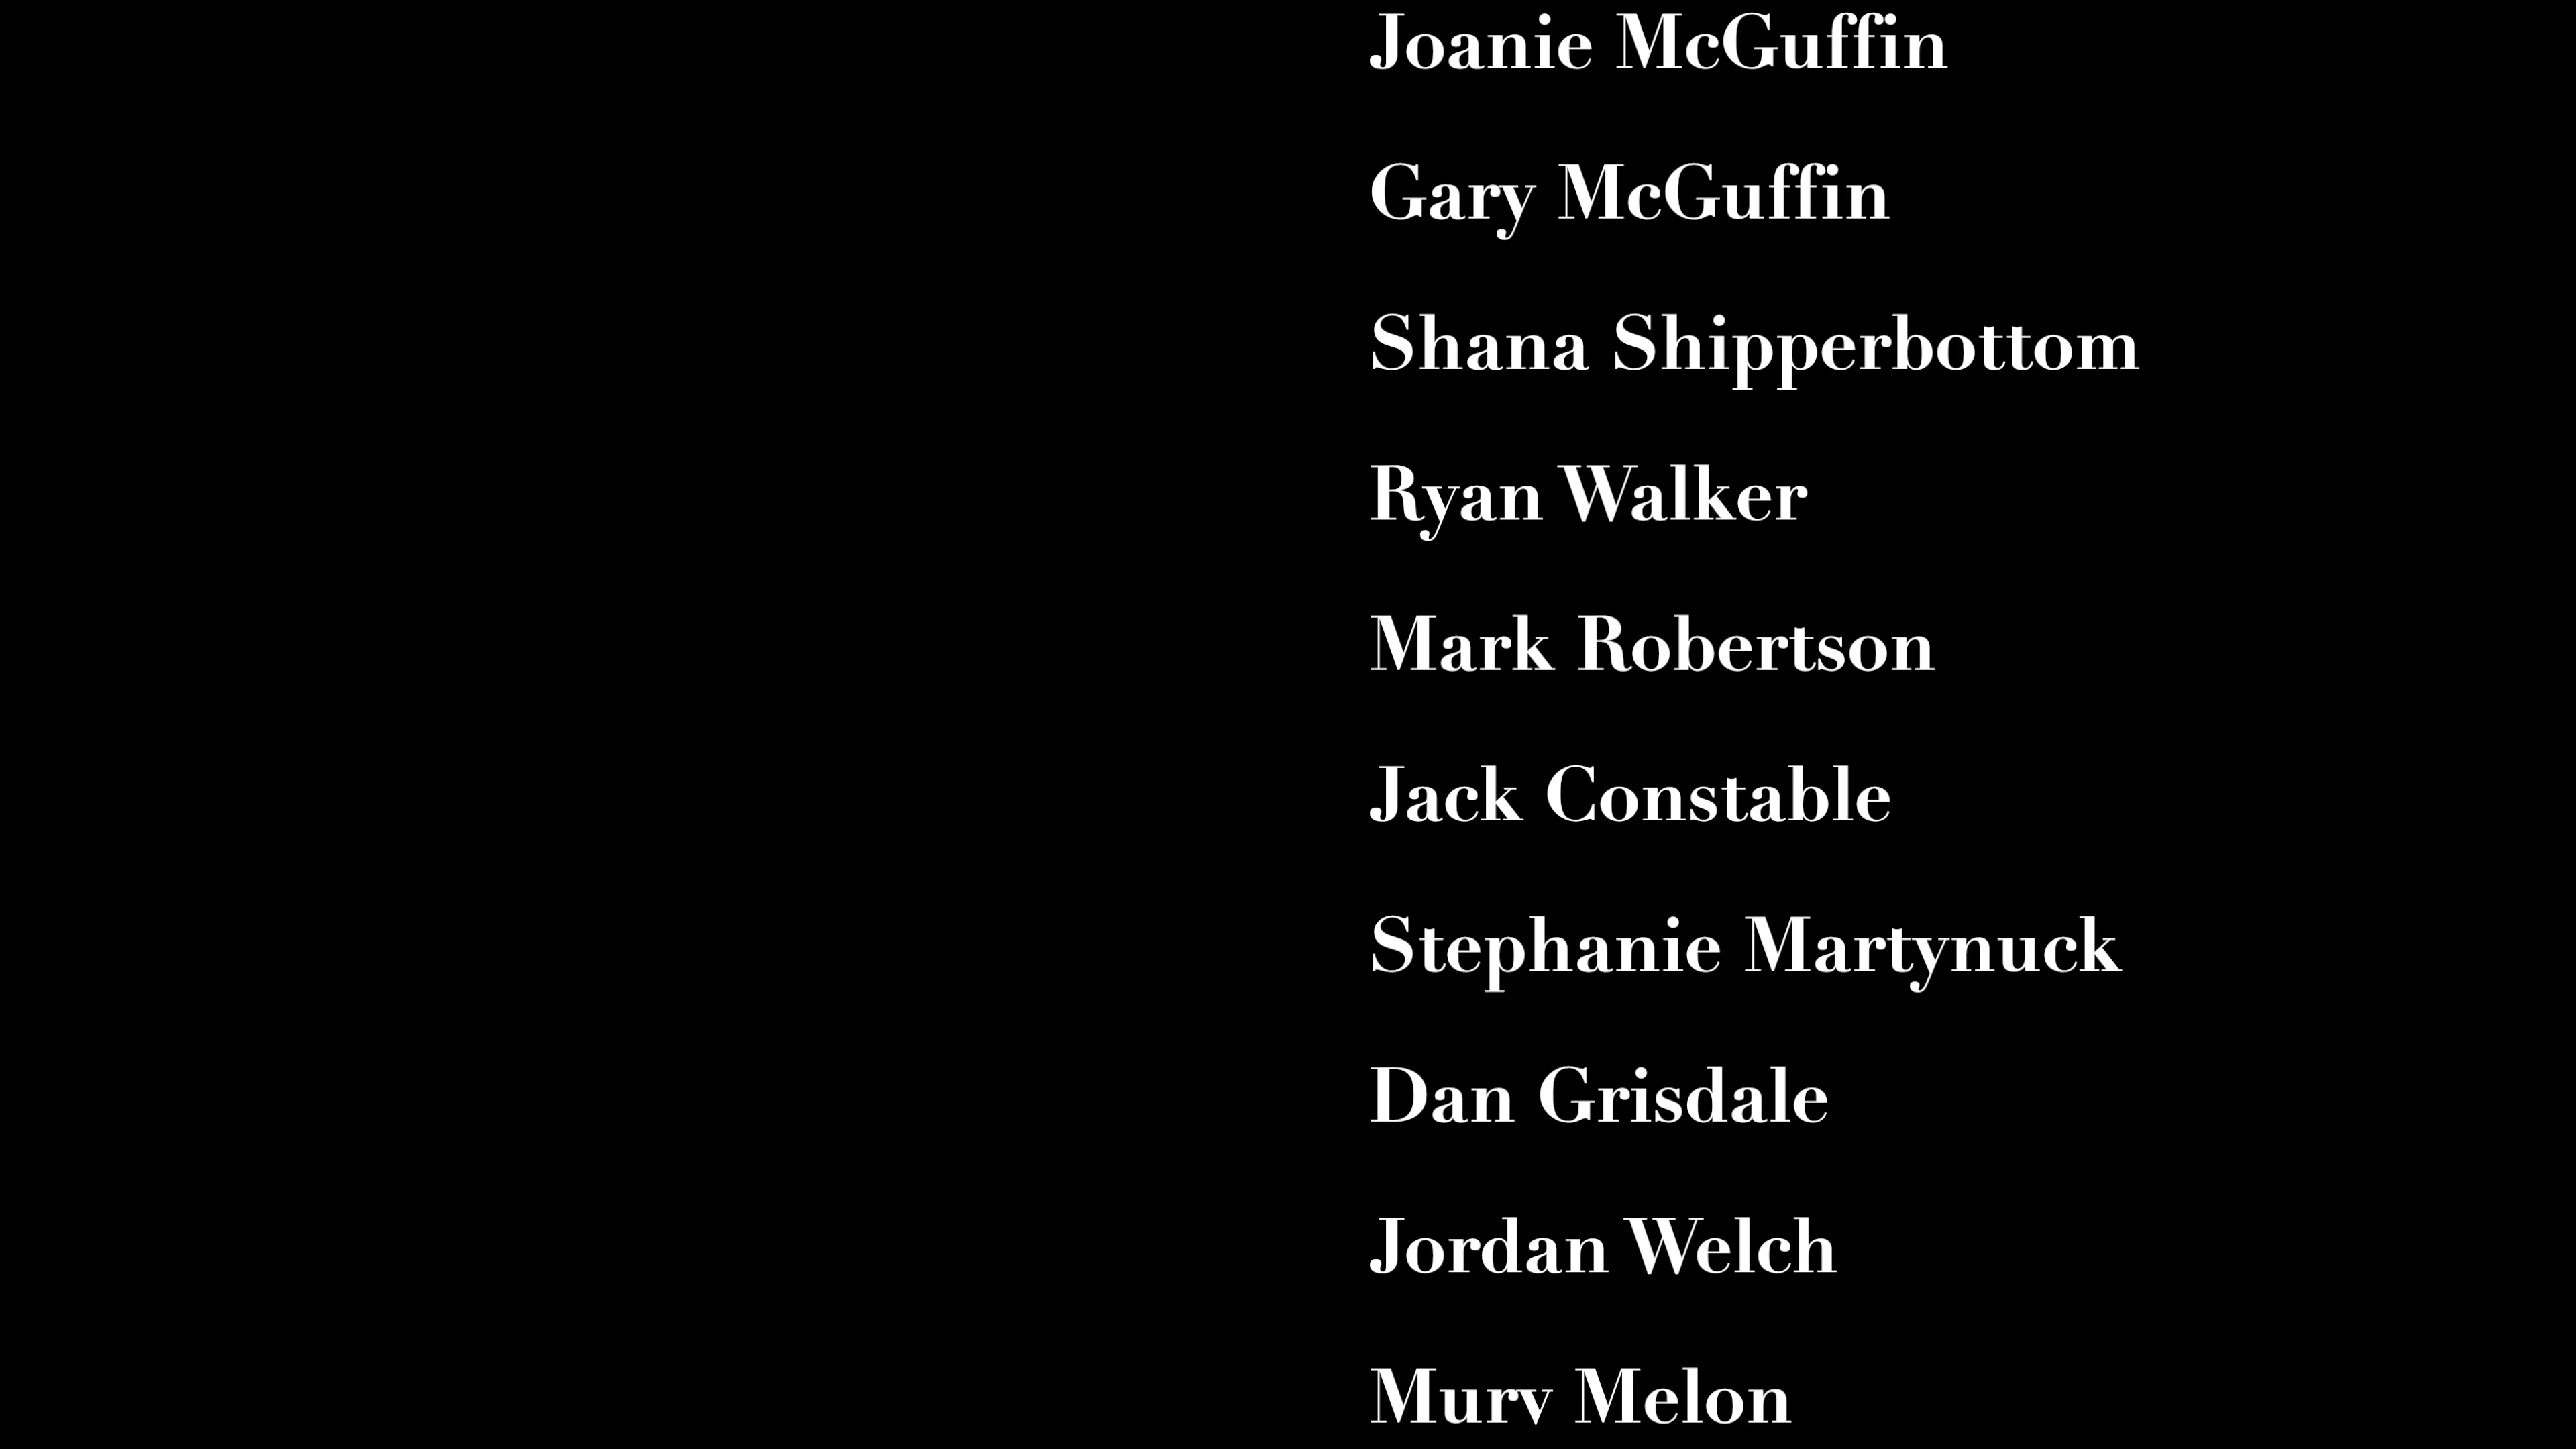 Joanie McGuffin
Gary McGuffin
Shana Shipperbottom
Ryan Walker
Mark Robertson
Jack Constable
Stephanie Martynuck
Dan Grisdale
Jordan Welch
Murv Melon